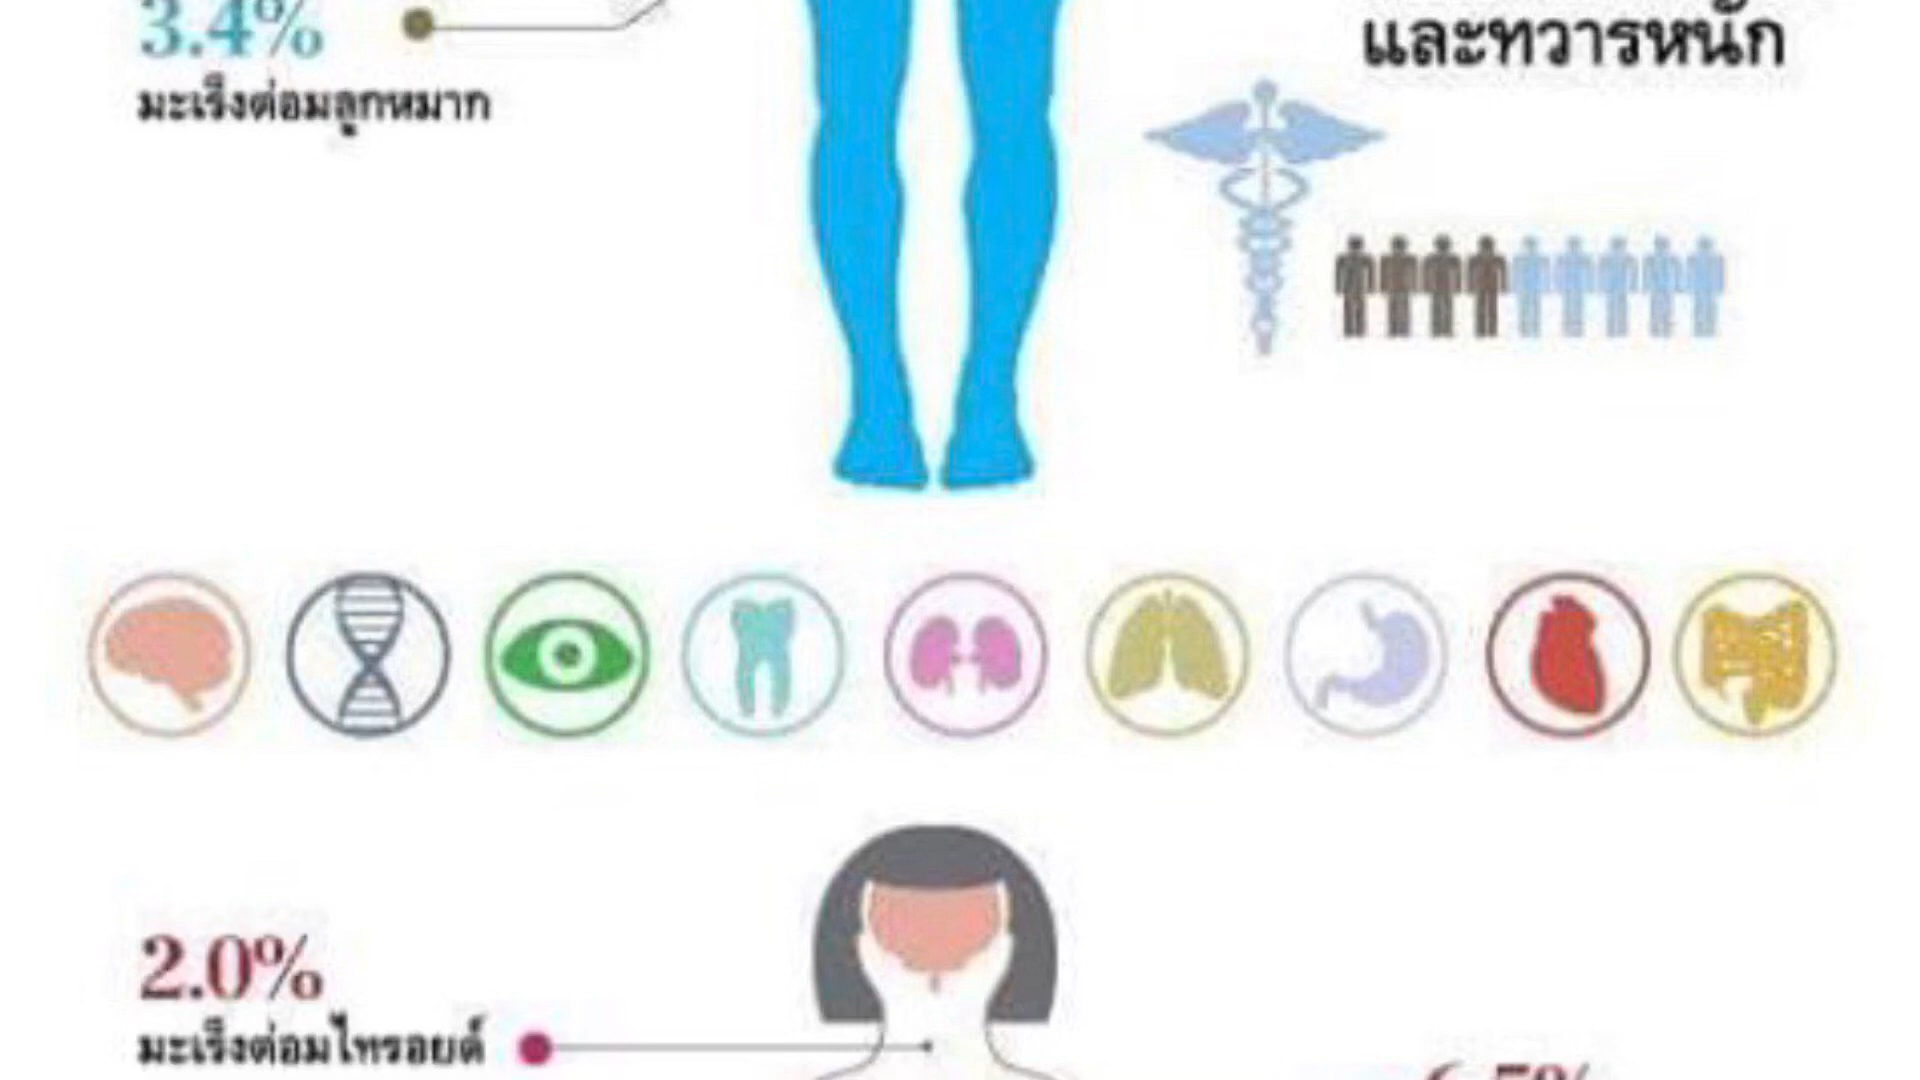 3.4%
มะเร็งต่อมลูกหมาก
และทวารหนัก
2.0%
มะเร็งต่อมไทรอยด์